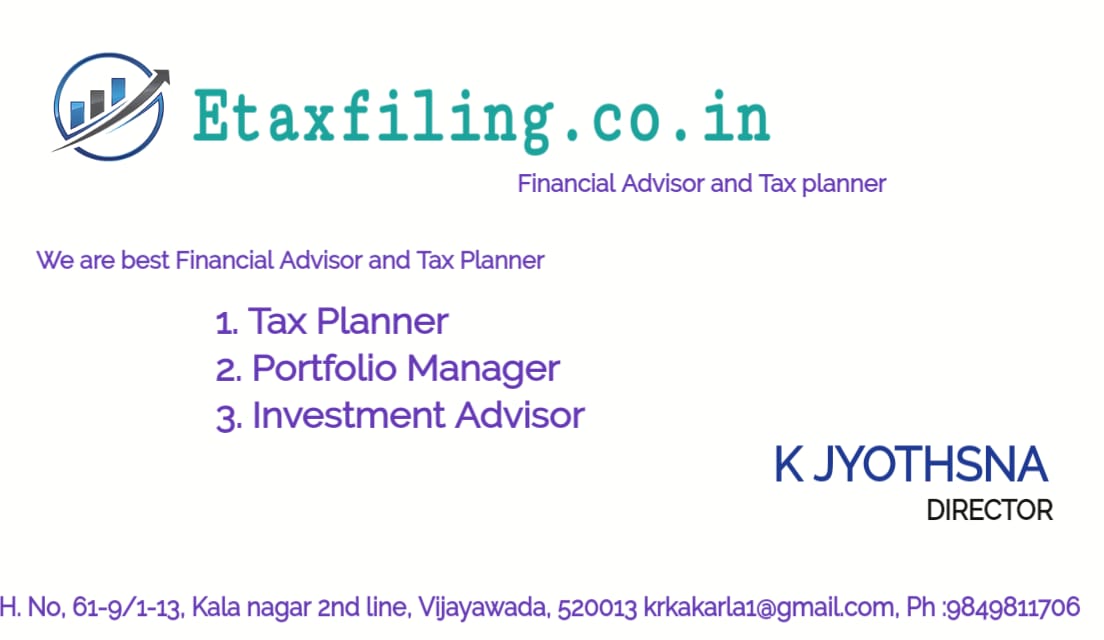 Etaxfiling.co.in
Financial Advisor and Tax planner
We are best Financial Advisor and Tax Planner
1. Tax Planner
2. Portfolio Manager
3. Investment Advisor
K JYOTHSNA
DIRECTOR
H. No, 61-9/1-13, Kala nagar 2nd line, Vijayawada, 520013 krkakarla1@gmail.com, Ph :9849811706